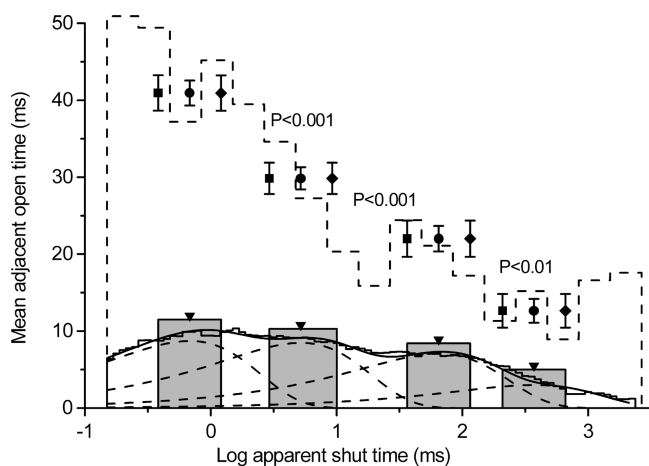 50
40
30
20
10
0
Mean adjacent open time (ms)
P<0.001
P<0.001
P<0.01
-1 0 1 2 3
Log apparent shut time (ms)